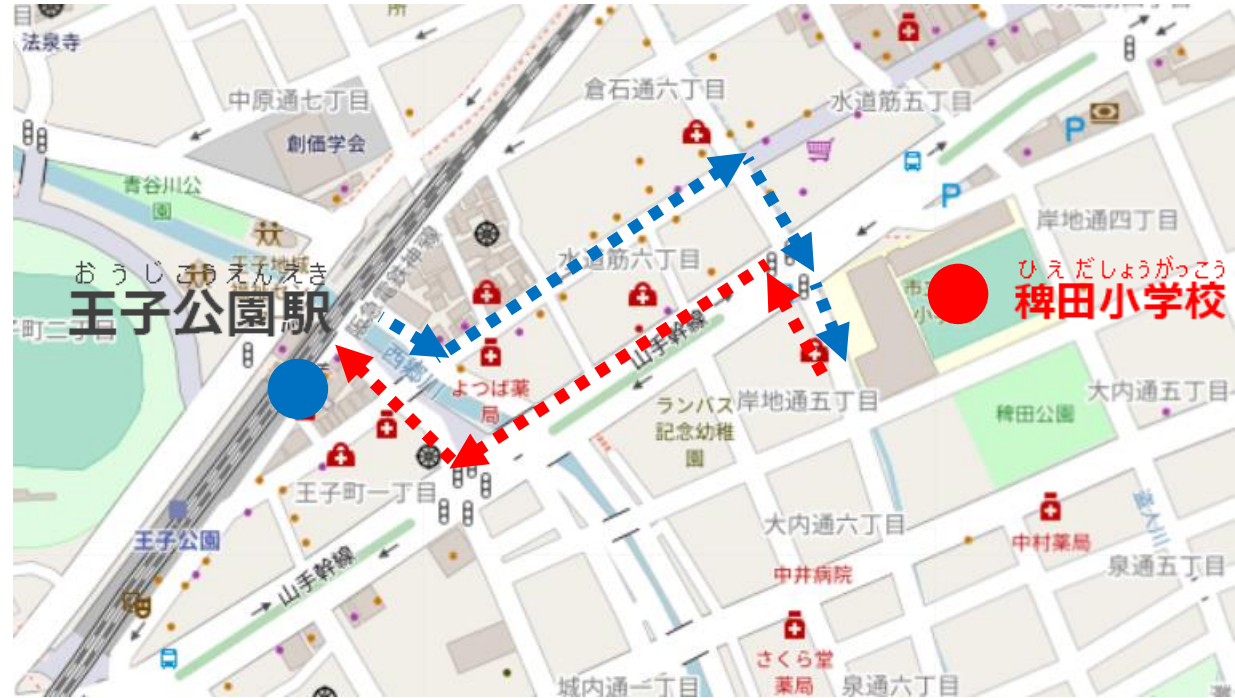 法泉寺
所
中原通七丁目
倉石通六丁目
水道筋五丁目
創価学会
P
青谷川公
園
P
岸地通四丁目
水道筋六丁目
阪急電鉄神戸線
おうじこうえんえき
王子公園駅
ひえだしょうがっこう
稗田小学校
西郷川
山手幹線
よつば薬
局
ランバス
記念幼稚
園
岸地通五丁目
大内通五丁目
稗田公園
王子町一丁目
大内通六丁目
王子公園
中村薬局
泉通五丁目
中井病院
山手幹線
さくら堂
薬局
城内通一丁目
泉通六丁目